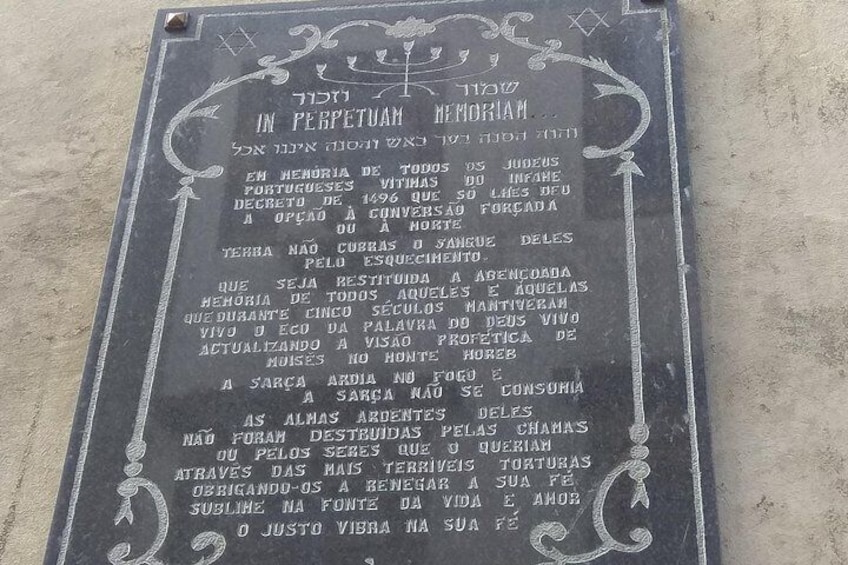 שמור וזכור
IN PERPETUAM MEMORIAM...
והנה הסנה בער באש והסנה איננו אכל
EM MEMÓRIA DE TODOS OS JUDEUS
PORTUGUESES VÍTIMAS DO INFAME
DECRETO DE 1496 QUE SÓ LHES DEU
A OPÇÃO À CONVERSÃO FORÇADA
OU À MORTE
TERRA NÃO CUBRAS O SANGUE DELES
PELO ESQUECIMENTO.
QUE SEJA RESTITUIDA A ABENÇOADA
MEMÓRIA DE TODOS AQUELES E AQUELAS
QUE DURANTE CINCO SÉCULOS MANTIVERAM
VIVO O ECO DA PALAVRA DO DEUS VIVO
ACTUALIZANDO A VISÃO PROFÉTICA DE
MOISÉS NO MONTE HOREB
A SARÇA ARDIA NO FOGO E
A SARÇA NÃO SE CONSUMIA
AS ALMAS ARDENTES DELES
NÃO FORAM DESTRUIDAS PELAS CHAMAS
OU PELOS SERES QUE O QUERIAM
ATRAVÉS DAS MAIS TERRÍVEIS TORTURAS
OBRIGANDO-OS A RENEGAR A SUA FÉ
SUBLIME NA FONTE DA VIDA E AMOR
O JUSTO VIBRA NA SUA FÉ